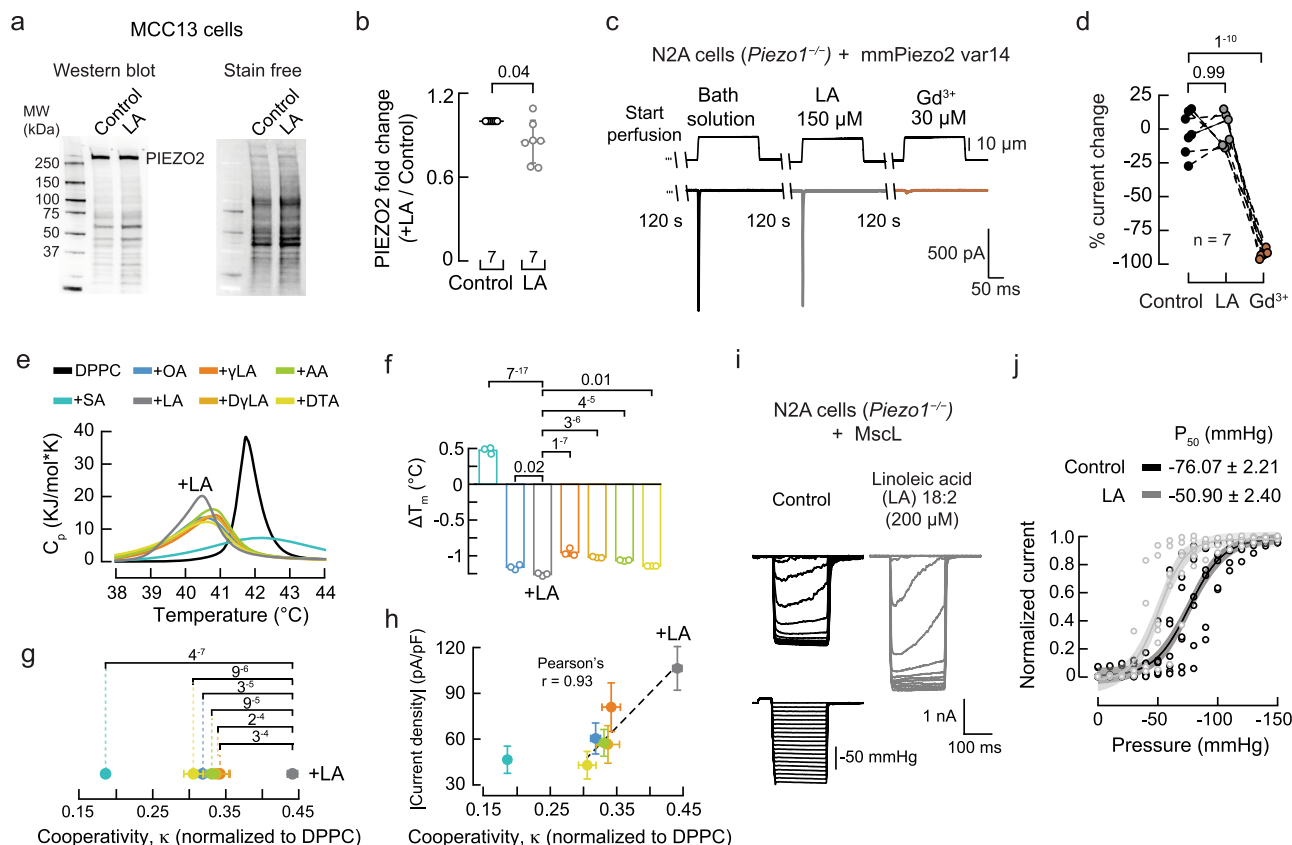 a
MCC13 cells
Western blot
Stain free
MW
(kDa)
Control
LA
Control
LA
PIEZO2
250
150
100
75
50
37
b
0.04
1.2
0.6
0
PIEZO2 fold change
(+LA / Control)
7
7
Control
LA
c
N2A cells (Piezo1–/–) + mmPiezo2 var14
Start
perfusion
Bath
solution
LA
150 μM
Gd3+
30 μM
10 μm
120 s
120 s
120 s
500 pA
50 ms
d
1-10
0.99
25
0
-25
-50
-75
-100
% current change
n = 7
Control
LA
Gd3+
e
DPPC
+OA
+γLA
+AA
+SA
+LA
+DγLA
+DTA
40
30
20
10
0
Cp (KJ/mol*K)
+LA
38 39 40 41 42 43 44
Temperature (°C)
f
7-17
0.01
4-5
3-6
1-7
0.02
0.5
0
-0.5
-1
ΔTm (°C)
+LA
g
4-7
9-6
3-5
9-5
2-4
3-4
+LA
0.15 0.25 0.35 0.45
Cooperativity, κ (normalized to DPPC)
h
+LA
Pearson's
r = 0.93
120
90
60
30
|Current density| (pA/pF)
0.15 0.25 0.35 0.45
Cooperativity, κ (normalized to DPPC)
i
N2A cells (Piezo1–/–)
+ MscL
Control
Linoleic acid
(LA) 18:2
(200 μM)
1 nA
100 ms
-50 mmHg
j
P50 (mmHg)
Control -76.07 ± 2.21
LA -50.90 ± 2.40
1.0
0.8
0.6
0.4
0.2
0
Normalized current
0 -50 -100 -150
Pressure (mmHg)